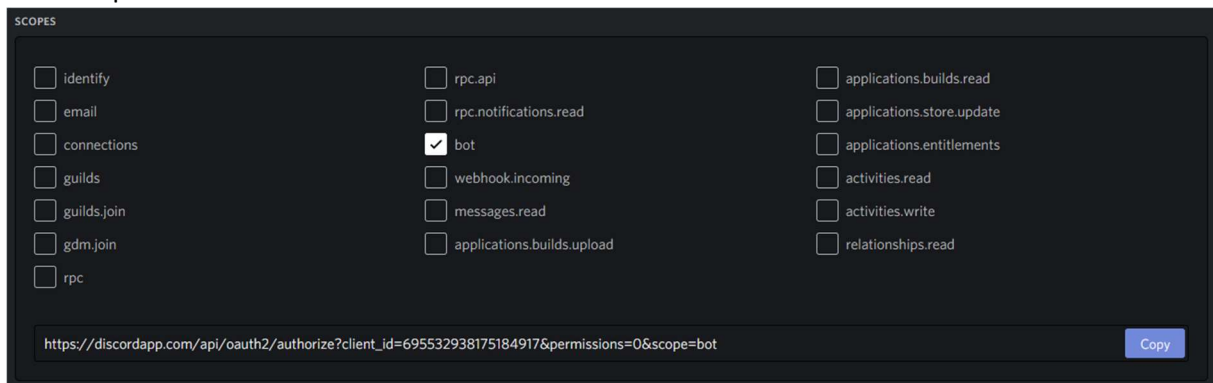 SCOPES
identify
email
connections
guilds
guilds.join
gdm.join
rpc
rpc.api
rpc.notifications.read
bot
webhook.incoming
messages.read
applications.builds.upload
applications.builds.read
applications.store.update
applications.entitlements
activities.read
activities.write
relationships.read
https://discordapp.com/api/oauth2/authorize?client_id=695532938175184917&permissions=0&scope=bot
Copy